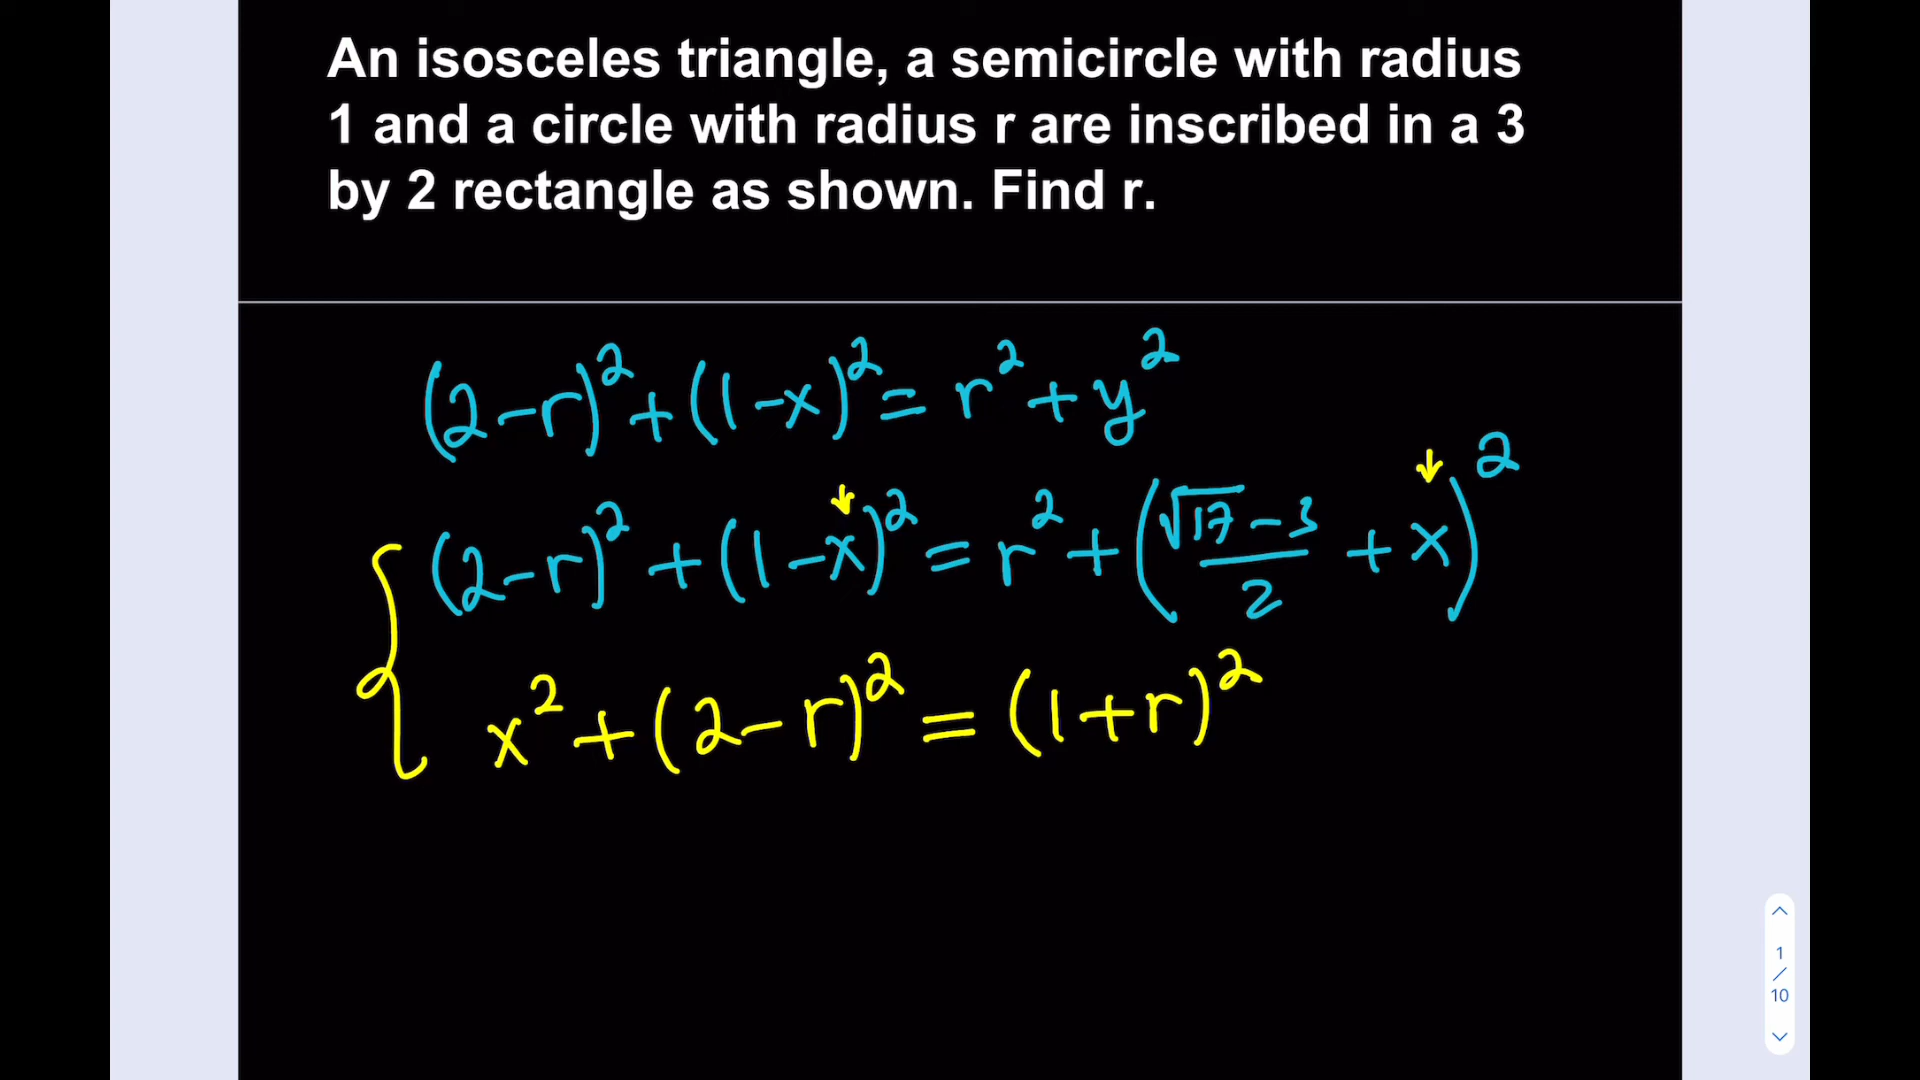 An isosceles triangle, a semicircle with radius
1 and a circle with radius r are inscribed in a 3
by 2 rectangle as shown. Find r.
(2-r)²+(1-x)²=r²+y²
(2-r)²+(1-x)²=r²+(√17-3/2+x)²
x²+(2-r)²=(1+r)²
1
/
10